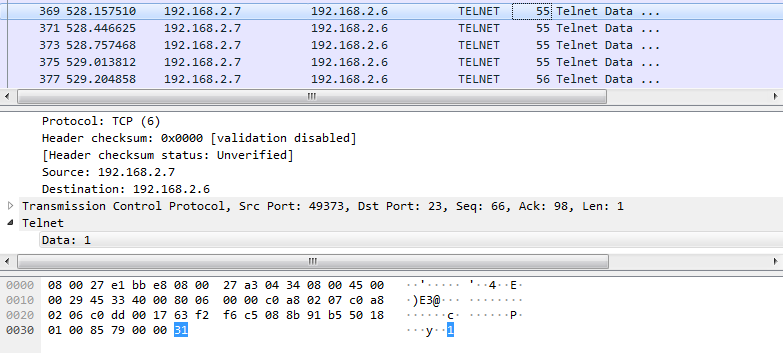 369 528.157510 192.168.2.7 192.168.2.6 TELNET 55 Telnet Data ...
371 528.446625 192.168.2.7 192.168.2.6 TELNET 55 Telnet Data ...
373 528.757468 192.168.2.7 192.168.2.6 TELNET 55 Telnet Data ...
375 529.013812 192.168.2.7 192.168.2.6 TELNET 55 Telnet Data ...
377 529.204858 192.168.2.7 192.168.2.6 TELNET 56 Telnet Data ...
Protocol: TCP (6)
Header checksum: 0x0000 [validation disabled]
[Header checksum status: Unverified]
Source: 192.168.2.7
Destination: 192.168.2.6
Transmission Control Protocol, Src Port: 49373, Dst Port: 23, Seq: 66, Ack: 98, Len: 1
Telnet
Data: 1
0000 08 00 27 e1 bb e8 08 00 27 a3 04 34 08 00 45 00 ..'..... '..4..E.
0010 00 29 45 33 40 00 80 06 00 00 c0 a8 02 07 c0 a8 .)E3@... ........
0020 02 06 c0 dd 00 17 63 f2 f6 c5 08 8b 91 b5 50 18 ......c. ......P.
0030 01 00 85 79 00 00 31 ...y..1